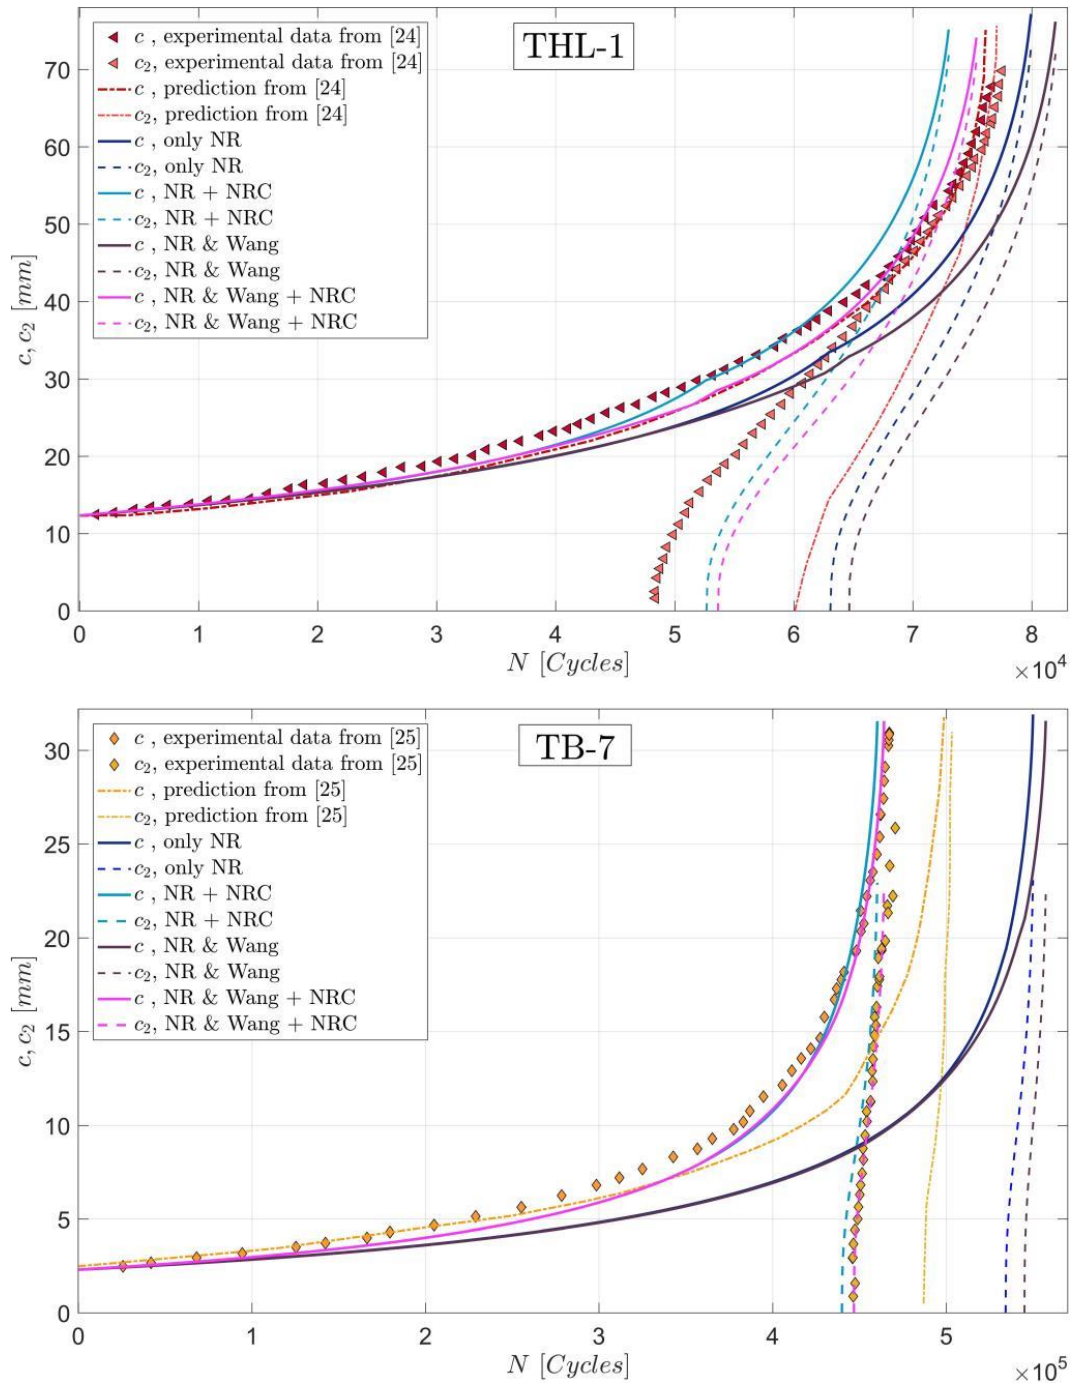 THL-1
c , experimental data from [24]
c₂, experimental data from [24]
c , prediction from [24]
c₂, prediction from [24]
c , only NR
c₂, only NR
c , NR + NRC
c₂, NR + NRC
c , NR & Wang
c₂, NR & Wang
c , NR & Wang + NRC
c₂, NR & Wang + NRC
70
60
50
40
30
20
10
0
c, c₂ [mm]
0 1 2 3 4 5 6 7 8
N [Cycles]
×10⁴
TB-7
c , experimental data from [25]
c₂, experimental data from [25]
c , prediction from [25]
c₂, prediction from [25]
c , only NR
c₂, only NR
c , NR + NRC
c₂, NR + NRC
c , NR & Wang
c₂, NR & Wang
c , NR & Wang + NRC
c₂, NR & Wang + NRC
30
25
20
15
10
5
0
c, c₂ [mm]
0 1 2 3 4 5
N [Cycles]
×10⁵